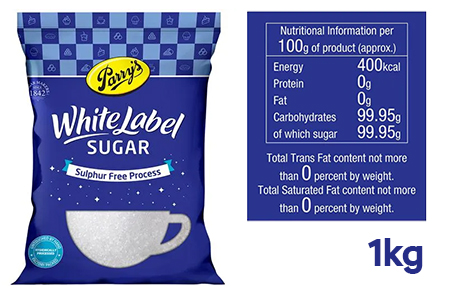 Parry's
1842
White Label
SUGAR
Sulphur Free Process
Nutritional Information per
100g of product (approx.)
Energy 400kcal
Protein 0g
Fat 0g
Carbohydrates 99.95g
of which sugar 99.95g
Total Trans Fat content not more
than 0 percent by weight.
Total Saturated Fat content not more
than 0 percent by weight.
1kg